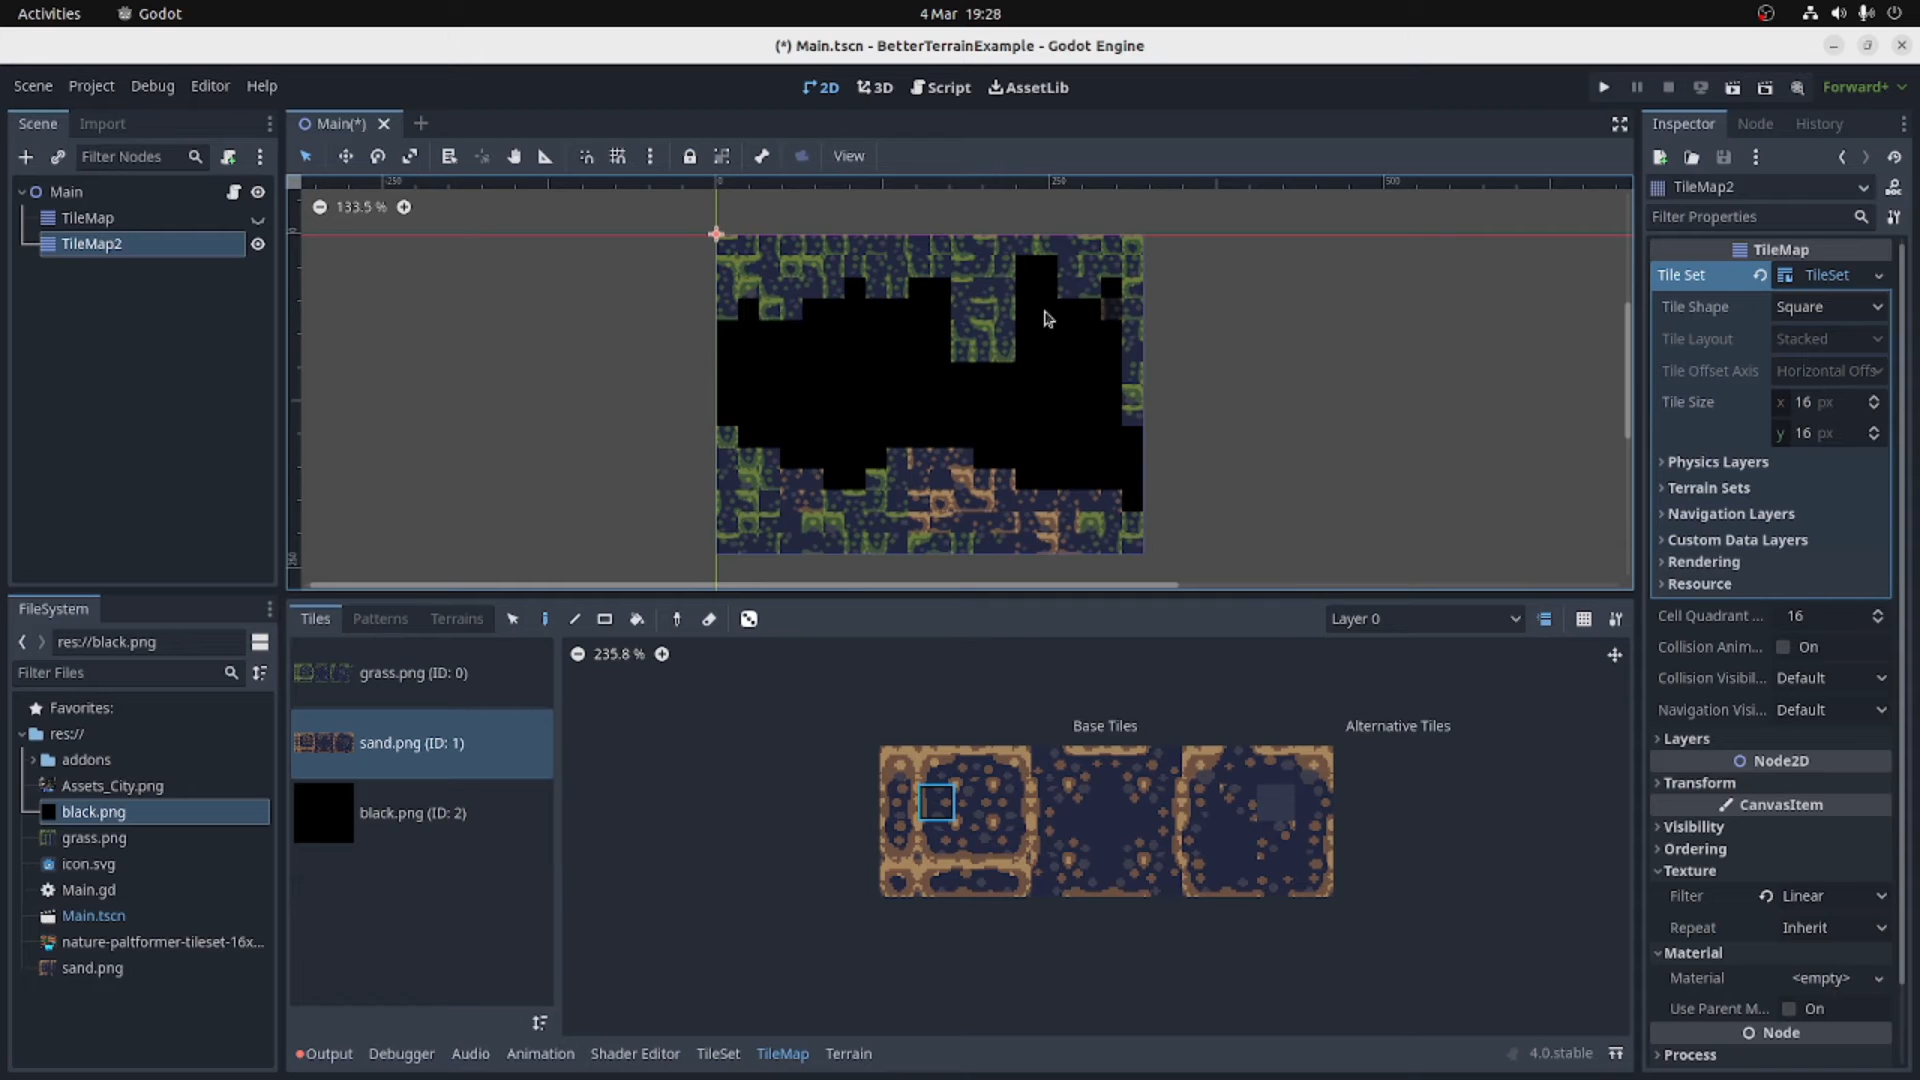 Activities Godot 4 Mar 19:28
(*) Main.tscn - BetterTerrainExample - Godot Engine
Scene Project Debug Editor Help 2D 3D Script AssetLib Forward+
Scene Import
Filter Nodes
Main
TileMap
TileMap2
Main(*)
View
-250 0 250 500
133.5 %
Inspector Node History
TileMap2
Filter Properties
TileMap
Tile Set TileSet
Tile Shape Square
Tile Layout Stacked
Tile Offset Axis Horizontal Offs
Tile Size x 16 px
y 16 px
Physics Layers
Terrain Sets
Navigation Layers
Custom Data Layers
Rendering
Resource
Cell Quadrant ... 16
Collision Anim... On
Collision Visibil... Default
Navigation Visi... Default
Layers
Node2D
Transform
CanvasItem
Visibility
Ordering
Texture
Filter Linear
Repeat Inherit
Material
Material <empty>
Use Parent M... On
Node
Process
FileSystem
res://black.png
Filter Files
Favorites:
res://
addons
Assets_City.png
black.png
grass.png
icon.svg
Main.gd
Main.tscn
nature-paltformer-tileset-16x...
sand.png
Tiles Patterns Terrains Layer 0
grass.png (ID: 0)
sand.png (ID: 1)
black.png (ID: 2)
235.8 %
Base Tiles Alternative Tiles
Output Debugger Audio Animation Shader Editor TileSet TileMap Terrain 4.0.stable